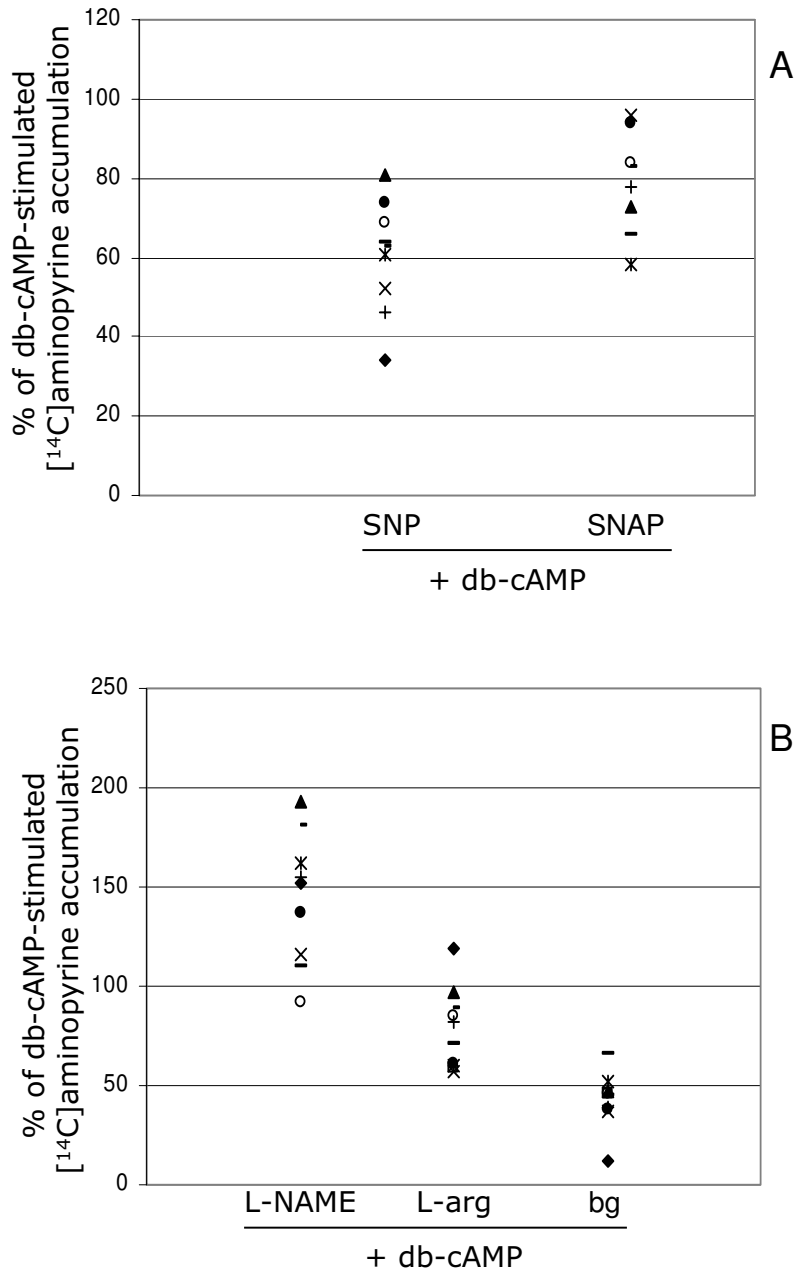 A
% of db-cAMP-stimulated
[¹⁴C]aminopyrine accumulation
120
100
80
60
40
20
0
SNP SNAP
+ db-cAMP
B
% of db-cAMP-stimulated
[¹⁴C]aminopyrine accumulation
250
200
150
100
50
0
L-NAME L-arg bg
+ db-cAMP